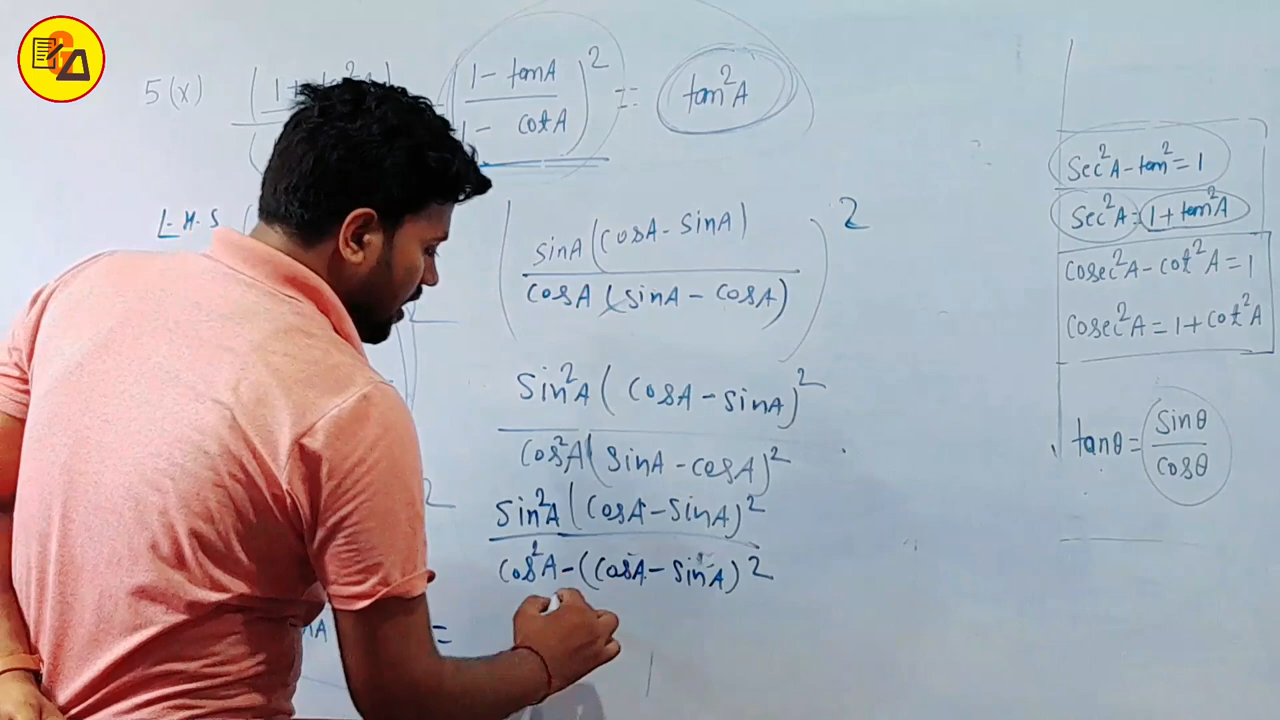 5(x) (1+tan²A) (1 - tanA / 1 - cotA)² = tan²A
L.H.S
(sinA(cosA - sinA) / cosA(sinA - cosA))²
sin²A(cosA - sinA)²
cos²A(sinA - cosA)²
sin²A(cosA - sinA)²
cos²A-(cosA - sinA)2
=
Sec²A - tan² = 1
Sec²A = 1 + tan²A
cosec²A - cot²A = 1
cosec²A = 1 + cot²A
tanθ = sinθ / cosθ